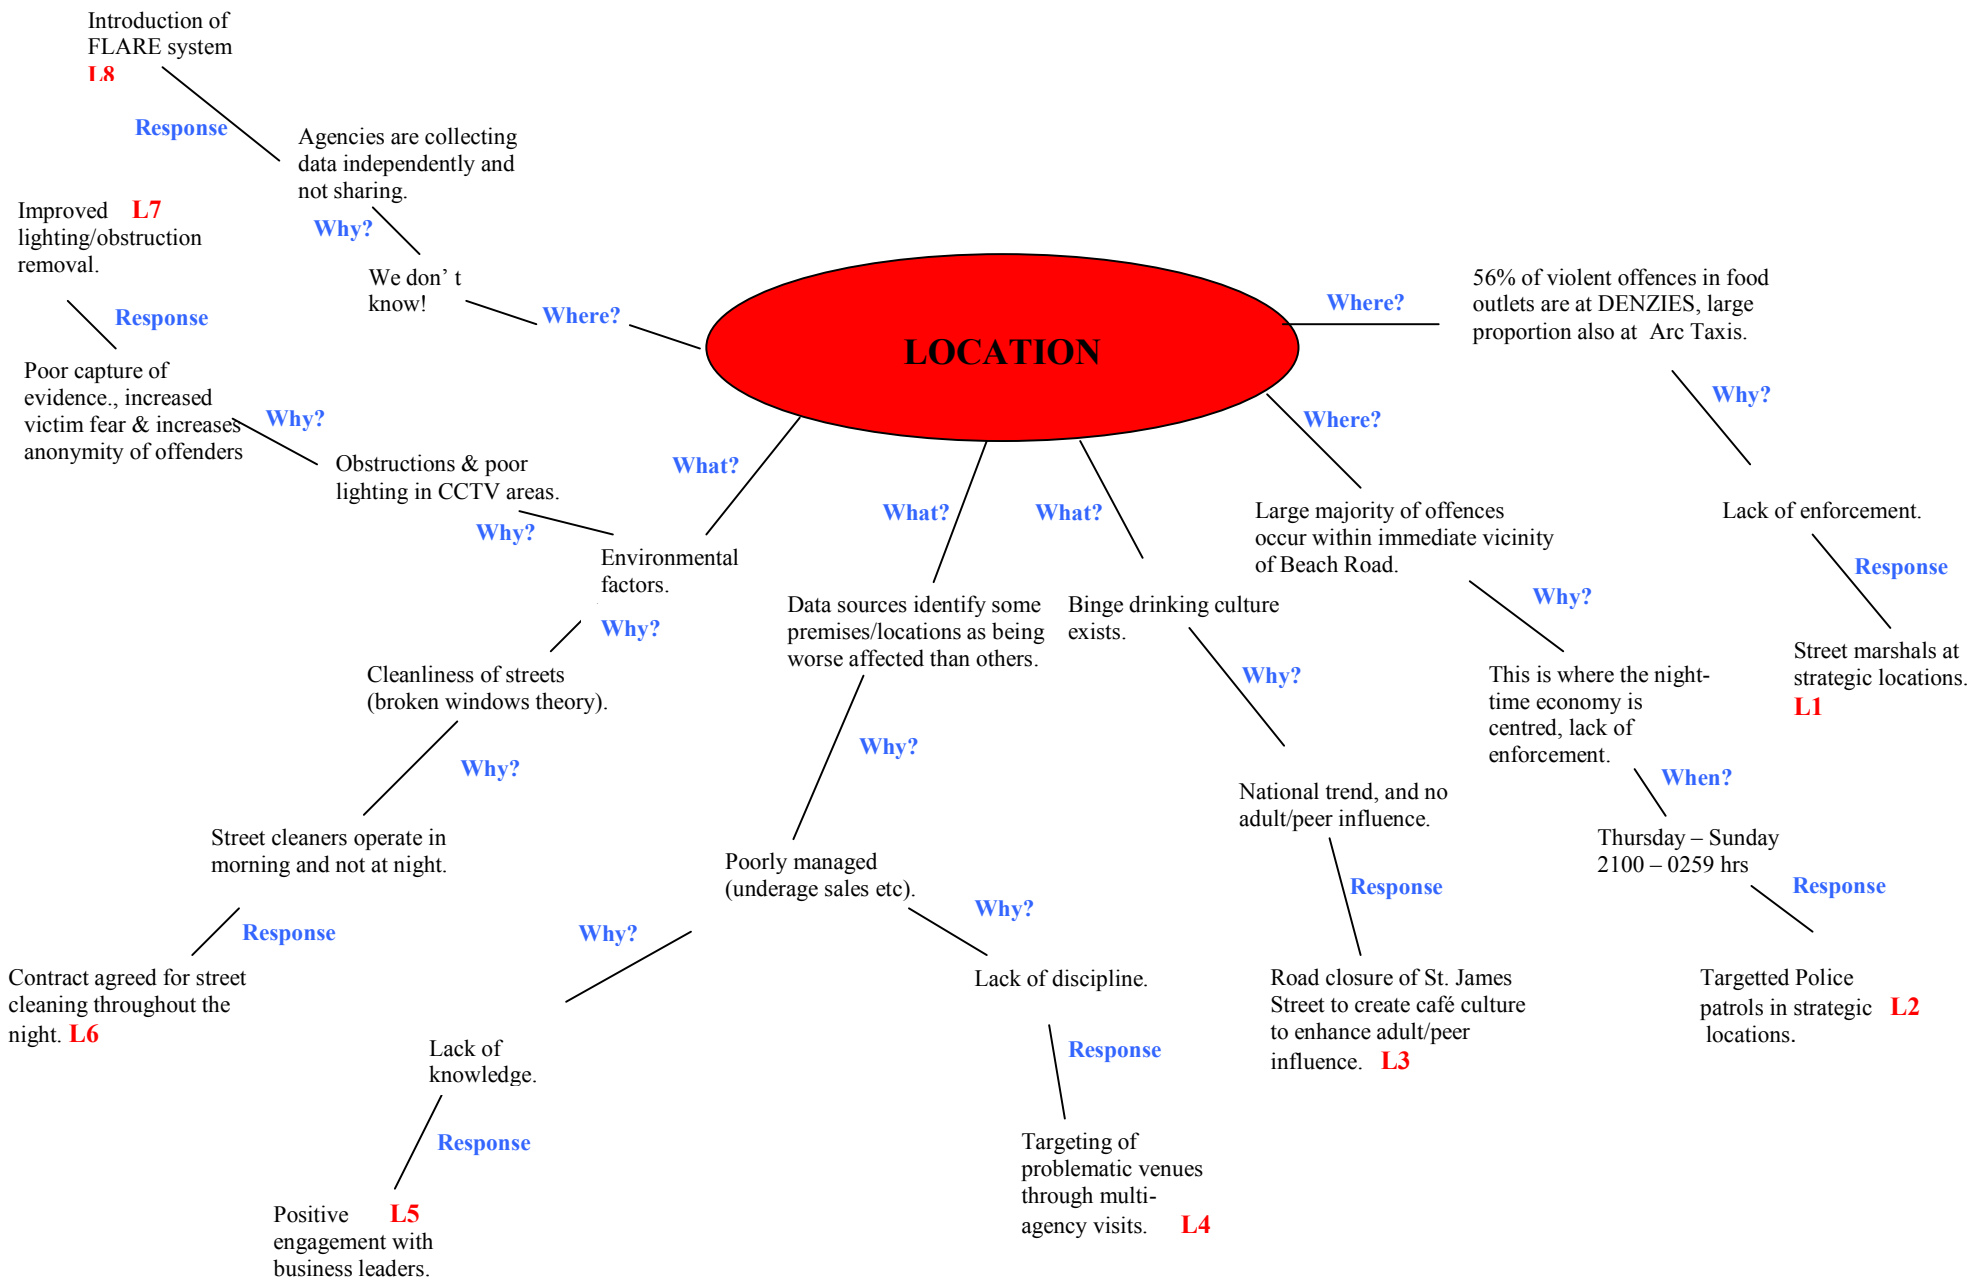 Introduction of
FLARE system
L8
Response
Agencies are collecting
data independently and
not sharing.
Why?
We don’ t
know!
Where?
LOCATION
Where?
56% of violent offences in food
outlets are at DENZIES, large
proportion also at Arc Taxis.
Why?
Lack of enforcement.
Response
Street marshals at
strategic locations.
L1
Where?
Large majority of offences
occur within immediate vicinity
of Beach Road.
Why?
This is where the night-
time economy is
centred, lack of
enforcement.
When?
Thursday – Sunday
2100 – 0259 hrs
Response
Targetted Police
patrols in strategic L2
locations.
What?
Binge drinking culture
exists.
Why?
National trend, and no
adult/peer influence.
Response
Road closure of St. James
Street to create café culture
to enhance adult/peer
influence. L3
What?
Data sources identify some
premises/locations as being
worse affected than others.
Why?
Poorly managed
(underage sales etc).
Why?
Lack of discipline.
Response
Targeting of
problematic venues
through multi-
agency visits. L4
Why?
Lack of
knowledge.
Response
Positive L5
engagement with
business leaders.
What?
Environmental
factors.
Why?
Cleanliness of streets
(broken windows theory).
Why?
Street cleaners operate in
morning and not at night.
Response
Contract agreed for street
cleaning throughout the
night. L6
Why?
Obstructions & poor
lighting in CCTV areas.
Why?
Poor capture of
evidence., increased
victim fear & increases
anonymity of offenders
Response
Improved L7
lighting/obstruction
removal.